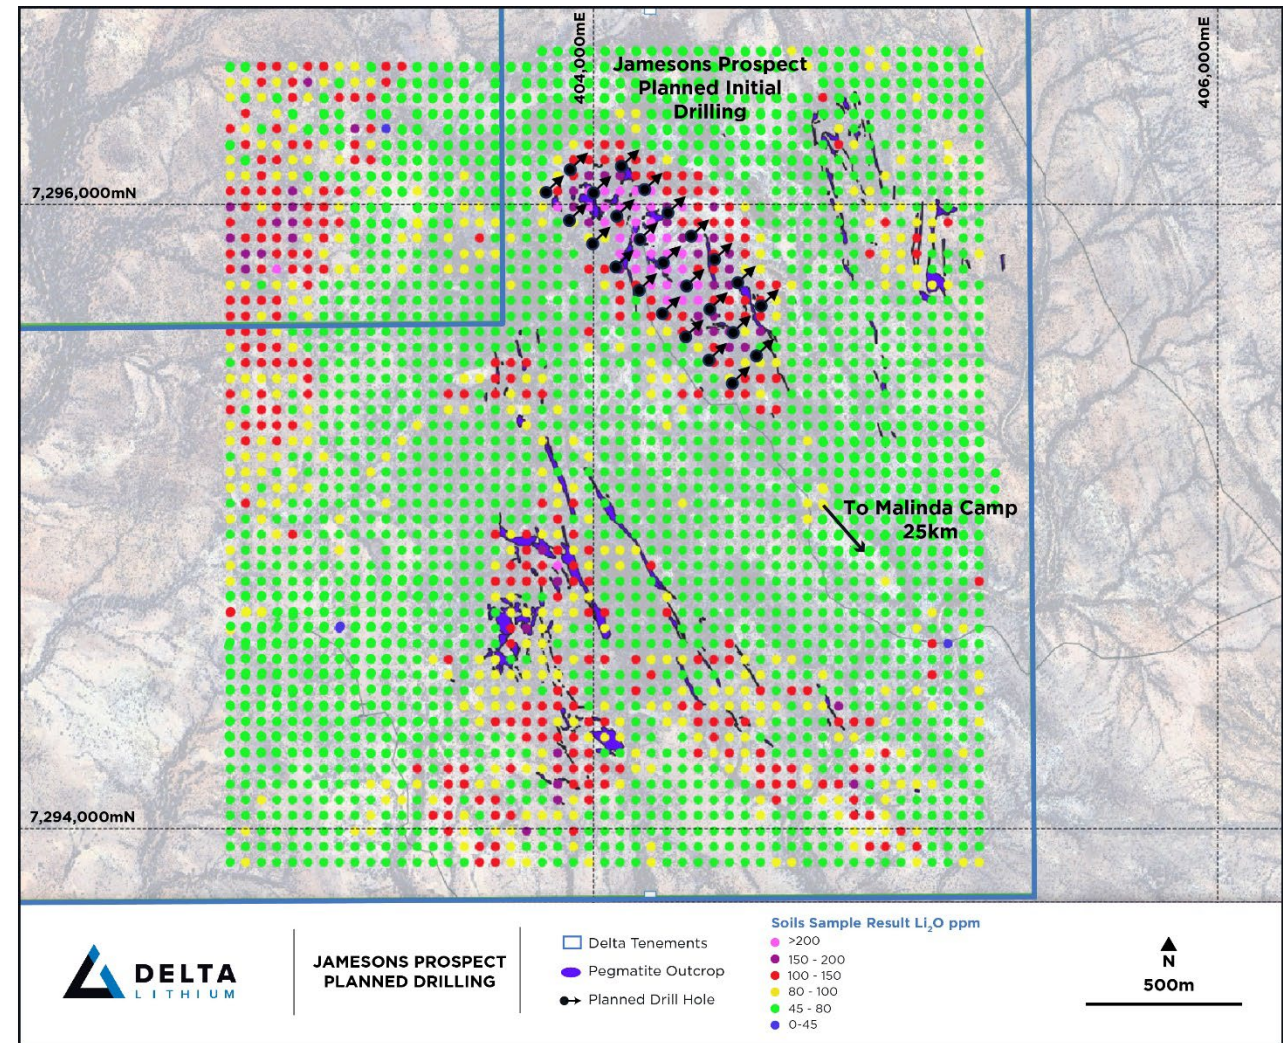 404,000mE
406,000mE
Jamesons Prospect
Planned Initial
Drilling
7,296,000mN
To Malinda Camp
25km
7,294,000mN
DELTA
LITHIUM
JAMESONS PROSPECT
PLANNED DRILLING
Delta Tenements
Pegmatite Outcrop
Planned Drill Hole
Soils Sample Result Li₂O ppm
>200
150 - 200
100 - 150
80 - 100
45 - 80
0-45
N
500m